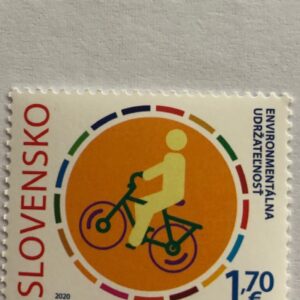 SLOVENSKO
2020
ENVIRONMENTÁLNA
UDRŽATEĽNOSŤ
1,70
€